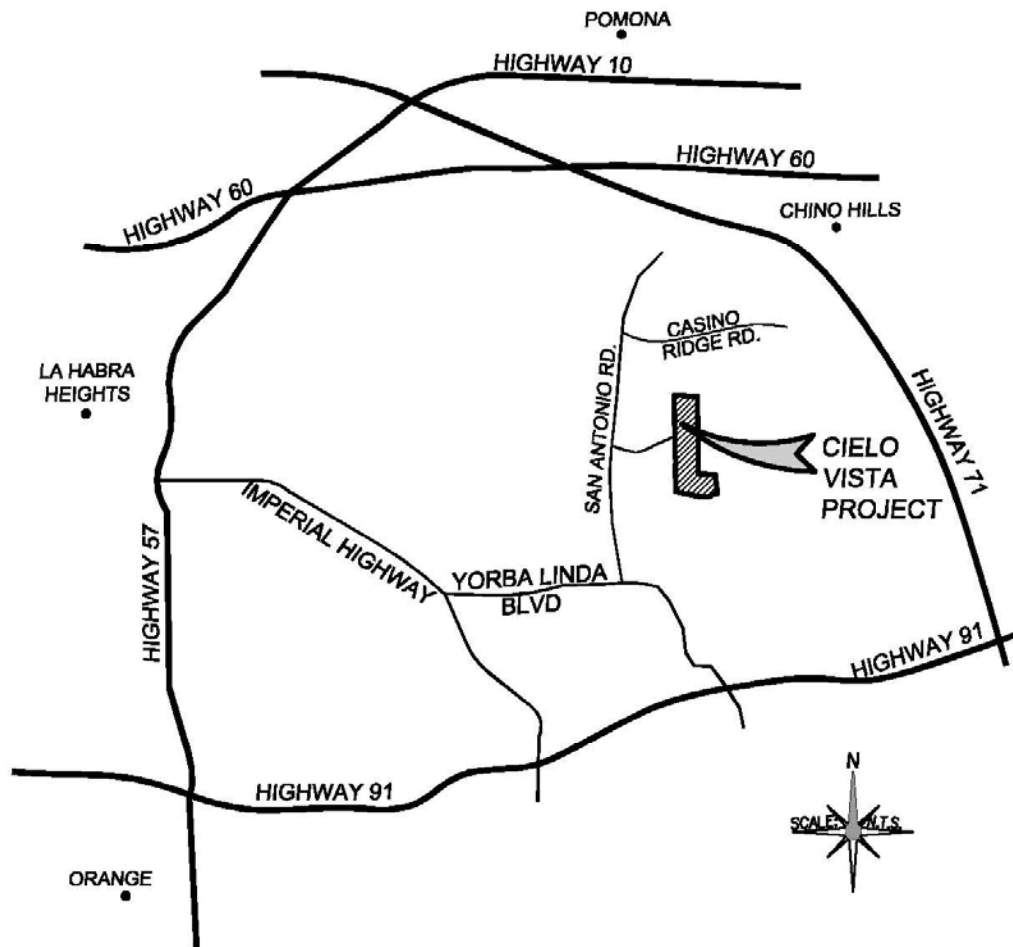 POMONA
HIGHWAY 10
HIGHWAY 60
HIGHWAY 60
CHINO HILLS
CASINO
RIDGE RD.
LA HABRA
HEIGHTS
SAN ANTONIO RD.
HIGHWAY 71
CIELO
VISTA
PROJECT
IMPERIAL HIGHWAY
HIGHWAY 57
YORBA LINDA
BLVD
HIGHWAY 91
HIGHWAY 91
N
SCALE: N.T.S.
ORANGE